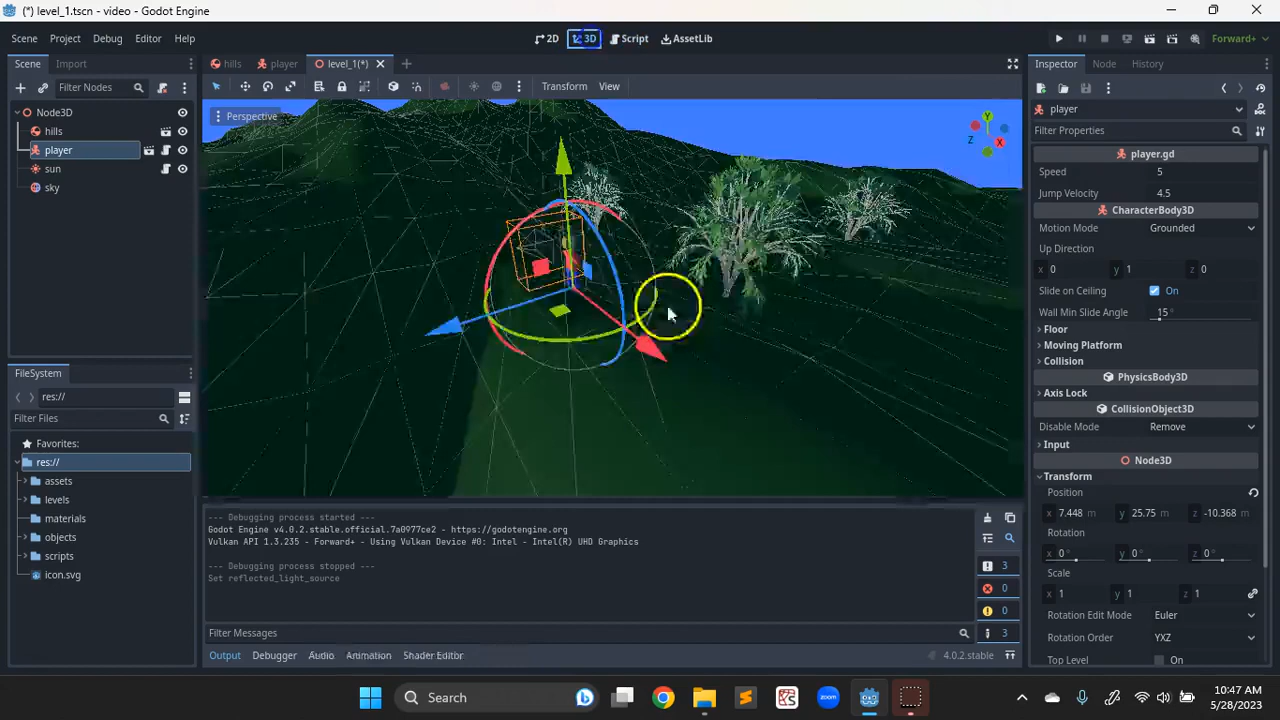 (*) level_1.tscn - video - Godot Engine
Scene Project Debug Editor Help
2D 3D Script AssetLib
Forward+
Scene Import
hills player level_1(*)
Inspector Node History
Filter Nodes
Transform View
player
Node3D
Perspective
Filter Properties
hills
player
sun
sky
Y
Z
X
player.gd
Speed 5
Jump Velocity 4.5
CharacterBody3D
Motion Mode Grounded
Up Direction
x 0 y 1 z 0
Slide on Ceiling On
Wall Min Slide Angle 15 °
Floor
Moving Platform
Collision
PhysicsBody3D
Axis Lock
CollisionObject3D
Disable Mode Remove
Input
Node3D
Transform
Position
x 7.448 m y 25.75 m z -10.368 m
Rotation
x 0 ° y 0 ° z 0 °
Scale
x 1 y 1 z 1
Rotation Edit Mode Euler
Rotation Order YXZ
Top Level On
FileSystem
res://
Filter Files
Favorites:
res://
assets
levels
materials
objects
scripts
icon.svg
--- Debugging process started ---
Godot Engine v4.0.2.stable.official.7a0977ce2 - https://godotengine.org
Vulkan API 1.3.235 - Forward+ - Using Vulkan Device #0: Intel - Intel(R) UHD Graphics
--- Debugging process stopped ---
Set reflected_light_source
3
0
0
3
Filter Messages
Output Debugger Audio Animation Shader Editor
4.0.2.stable
Search
zoom
10:47 AM
5/28/2023